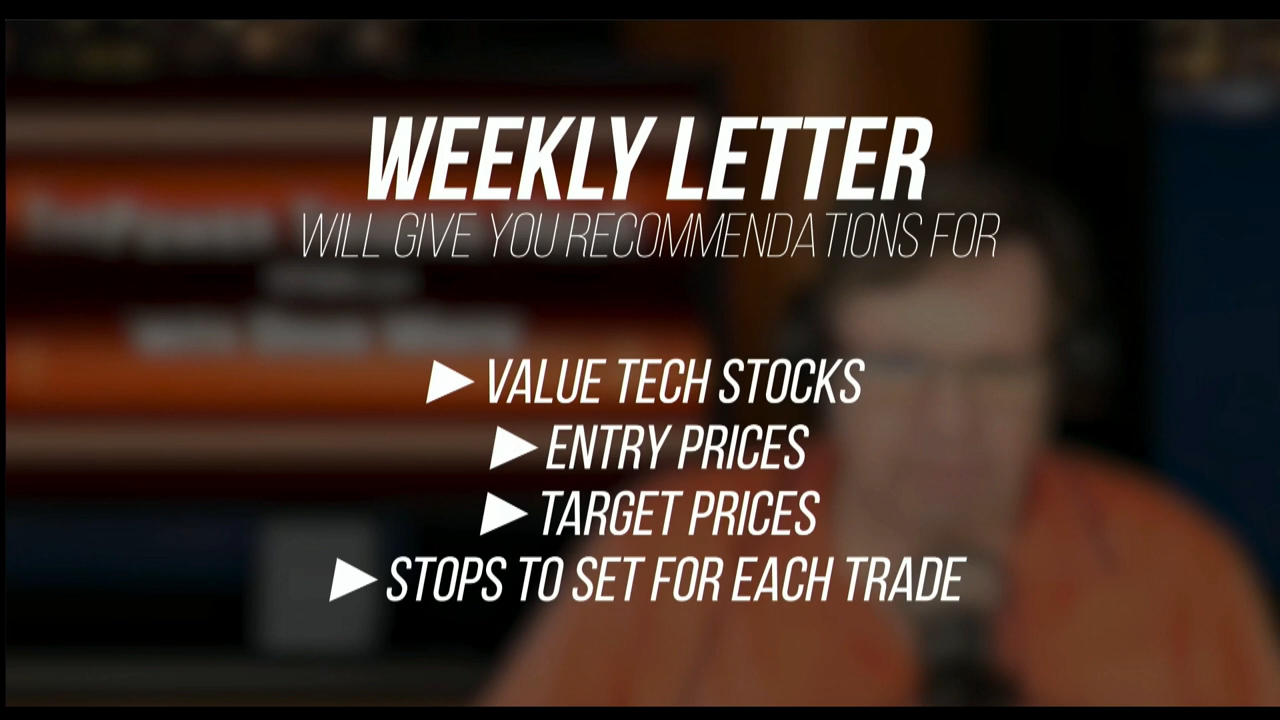 WEEKLY LETTER
WILL GIVE YOU RECOMMENDATIONS FOR
▶ VALUE TECH STOCKS
▶ ENTRY PRICES
▶ TARGET PRICES
▶ STOPS TO SET FOR EACH TRADE